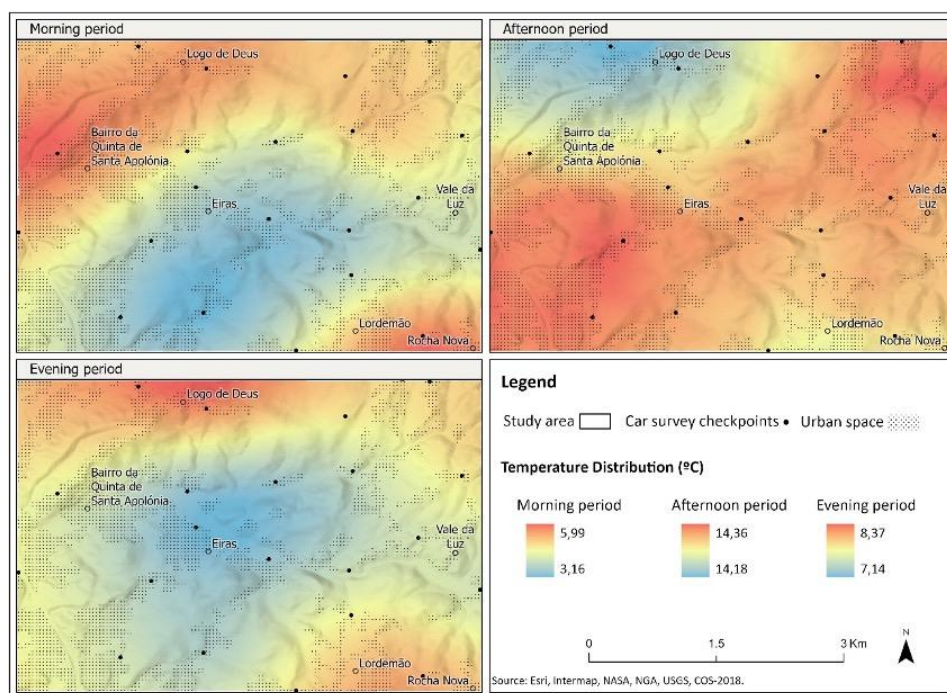 Morning period
Logo de Deus
Bairro da
Quinta de
Santa Apolónia
Eiras
Vale da
Luz
Lordemão
Rocha Nova
Afternoon period
Logo de Deus
Bairro da
Quinta de
Santa Apolónia
Eiras
Vale da
Luz
Lordemão
Rocha Nova
Evening period
Logo de Deus
Bairro da
Quinta de
Santa Apolónia
Eiras
Vale da
Luz
Lordemão
Rocha Nova
Legend
Study area Car survey checkpoints Urban space
Temperature Distribution (ºC)
Morning period Afternoon period Evening period
5,99 14,36 8,37
3,16 14,18 7,14
0 1.5 3 Km
N
Source: Esri, Intermap, NASA, NGA, USGS, COS-2018.